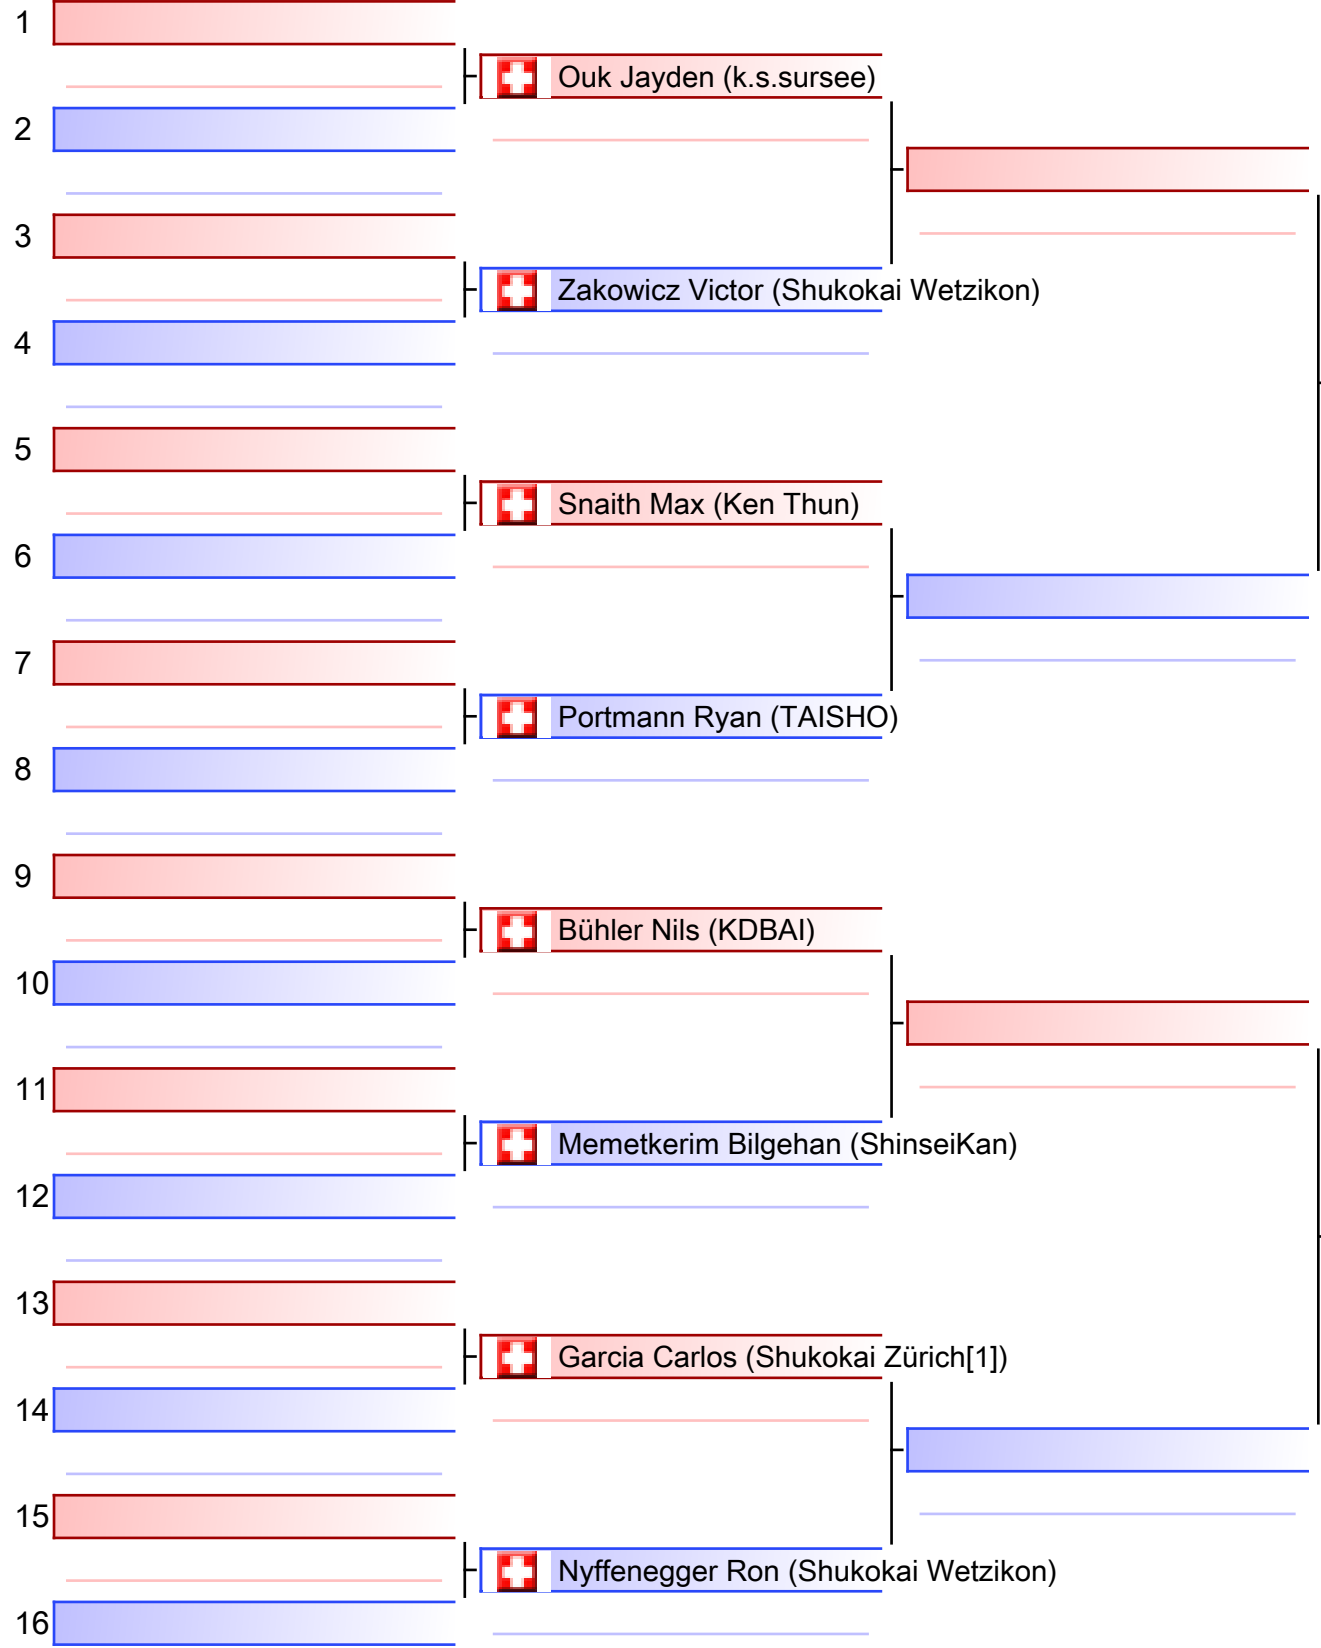 1
Ouk Jayden (k.s.sursee)
2
3
Zakowicz Victor (Shukokai Wetzikon)
4
5
Snaith Max (Ken Thun)
6
7
Portmann Ryan (TAISHO)
8
9
Bühler Nils (KDBAI)
10
11
Memetkerim Bilgehan (ShinseiKan)
12
13
Garcia Carlos (Shukokai Zürich[1])
14
15
Nyffenegger Ron (Shukokai Wetzikon)
16